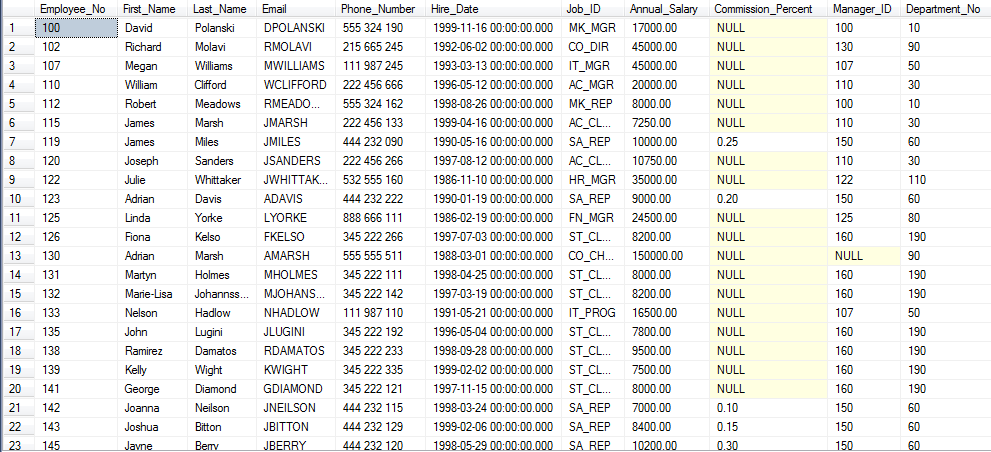 Employee_No First_Name Last_Name Email Phone_Number Hire_Date Job_ID Annual_Salary Commission_Percent Manager_ID Department_No
1 100 David Polanski DPOLANSKI 555 324 190 1999-11-16 00:00:00.000 MK_MGR 17000.00 NULL 100 10
2 102 Richard Molavi RMOLAVI 215 665 245 1992-06-02 00:00:00.000 CO_DIR 45000.00 NULL 130 90
3 107 Megan Williams MWILLIAMS 111 987 245 1993-03-13 00:00:00.000 IT_MGR 45000.00 NULL 107 50
4 110 William Clifford WCLIFFORD 222 456 666 1996-05-12 00:00:00.000 AC_MGR 20000.00 NULL 110 30
5 112 Robert Meadows RMEADO... 555 324 162 1998-08-26 00:00:00.000 MK_REP 8000.00 NULL 100 10
6 115 James Marsh JMARSH 222 456 133 1999-04-16 00:00:00.000 AC_CL... 7250.00 NULL 110 30
7 119 James Miles JMILES 444 232 090 1990-05-16 00:00:00.000 SA_REP 10000.00 0.25 150 60
8 120 Joseph Sanders JSANDERS 222 456 266 1997-08-12 00:00:00.000 AC_CL... 10750.00 NULL 110 30
9 122 Julie Whittaker JWHITTAK... 532 555 160 1986-11-10 00:00:00.000 HR_MGR 35000.00 NULL 122 110
10 123 Adrian Davis ADAVIS 444 232 222 1990-01-19 00:00:00.000 SA_REP 9000.00 0.20 150 60
11 125 Linda Yorke LYORKE 888 666 111 1986-02-19 00:00:00.000 FN_MGR 24500.00 NULL 125 80
12 126 Fiona Kelso FKELSO 345 222 266 1997-07-03 00:00:00.000 ST_CL... 8200.00 NULL 160 190
13 130 Adrian Marsh AMARSH 555 555 511 1988-03-01 00:00:00.000 CO_CH... 150000.00 NULL NULL 90
14 131 Martyn Holmes MHOLMES 345 222 111 1998-04-25 00:00:00.000 ST_CL... 8000.00 NULL 160 190
15 132 Marie-Lisa Johannss... MJOHANS... 345 222 142 1997-03-19 00:00:00.000 ST_CL... 8200.00 NULL 160 190
16 133 Nelson Hadlow NHADLOW 111 987 110 1991-05-21 00:00:00.000 IT_PROG 16500.00 NULL 107 50
17 135 John Lugini JLUGINI 345 222 192 1996-05-04 00:00:00.000 ST_CL... 7800.00 NULL 160 190
18 138 Ramirez Damatos RDAMATOS 345 222 233 1998-09-28 00:00:00.000 ST_CL... 9500.00 NULL 160 190
19 139 Kelly Wight KWIGHT 345 222 335 1999-02-02 00:00:00.000 ST_CL... 7500.00 NULL 160 190
20 141 George Diamond GDIAMOND 345 222 121 1997-11-15 00:00:00.000 ST_CL... 8000.00 NULL 160 190
21 142 Joanna Neilson JNEILSON 444 232 115 1998-03-24 00:00:00.000 SA_REP 7000.00 0.10 150 60
22 143 Joshua Bitton JBITTON 444 232 129 1999-02-06 00:00:00.000 SA_REP 8400.00 0.15 150 60
23 145 Jayne Berry JBERRY 444 232 120 1998-05-29 00:00:00.000 SA_REP 10200.00 0.30 150 60